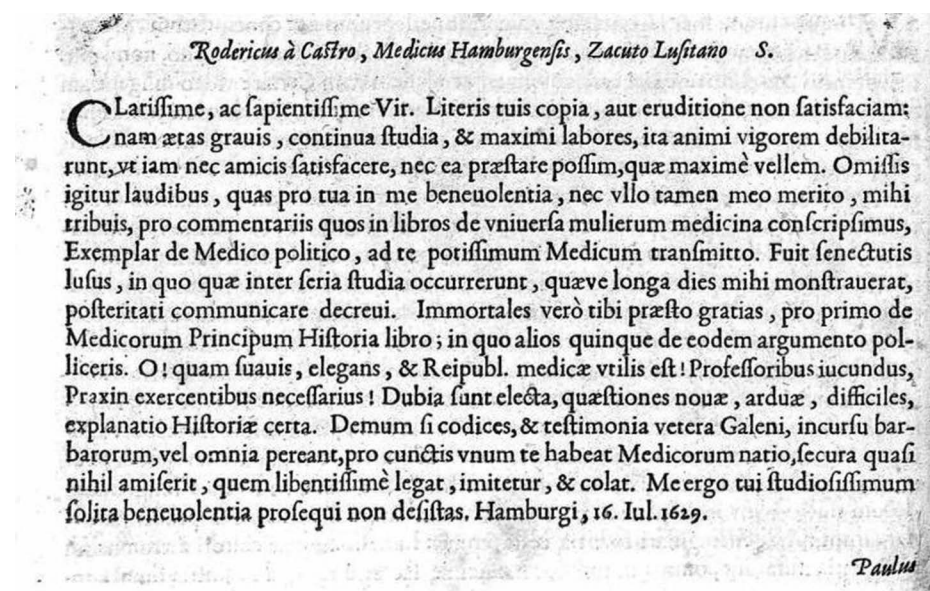 Rodericus à Castro, Medicus Hamburgensis, Zacuto Lusitano S.
CLariſſime, ac ſapientiſſime Vir. Literis tuis copia, aut eruditione non ſatisfaciam:
nam ætas grauis, continua ſtudia, & maximi labores, ita animi vigorem debilita-
runt, vt iam nec amicis ſatisfacere, nec ea præſtare poſſim, quæ maximè vellem. Omiſſis
igitur laudibus, quas pro tua in me beneuolentia, nec vllo tamen meo merito, mihi
tribuis, pro commentariis quos in libros de vniuerſa mulierum medicina conſcripſimus,
Exemplar de Medico politico, ad te potiſſimum Medicum tranſmitto. Fuit ſenectutis
luſus, in quo quæ inter ſeria ſtudia occurrerunt, quæve longa dies mihi monſtrauerat,
poſteritati communicare decreui. Immortales verò tibi præſto gratias, pro primo de
Medicorum Principum Hiſtoria libro; in quo alios quinque de eodem argumento pol-
liceris. O! quam ſuauis, elegans, & Reipubl. medicæ vtilis eſt! Profeſſoribus iucundus,
Praxin exercentibus neceſſarius! Dubia ſunt electa, quæſtiones nouæ, arduæ, difficiles,
explanatio Hiſtoriæ certa. Demum ſi codices, & teſtimonia vetera Galeni, incurſu bar-
barorum, vel omnia pereant, pro cunctis vnum te habeat Medicorum natio, ſecura quaſi
nihil amiſerit, quem libentiſſimè legat, imitetur, & colat. Me ergo tui ſtudioſiſſimum
ſolita beneuolentia proſequi non deſiſtas. Hamburgi, 16. Iul. 1629.
Paulus